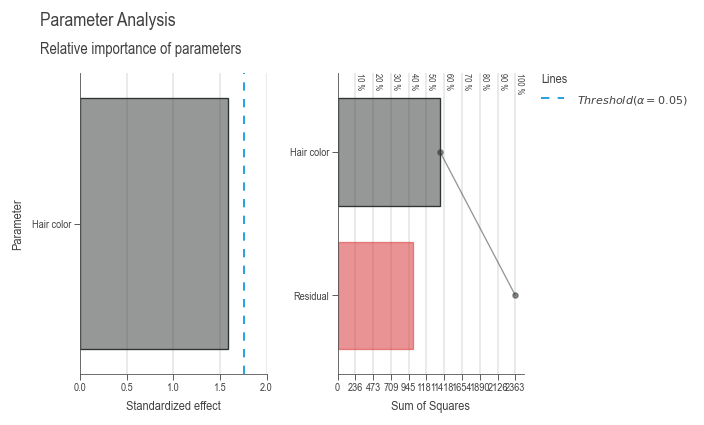 Parameter Analysis
Relative importance of parameters
Lines
Threshold(α = 0.05)
10 %
20 %
30 %
40 %
50 %
60 %
70 %
80 %
90 %
100 %
Parameter
Hair color
0.0 0.5 1.0 1.5 2.0
Standardized effect
Hair color
Residual
0 236 473 709 945 1181 1418 1654 1890 2126 2363
Sum of Squares